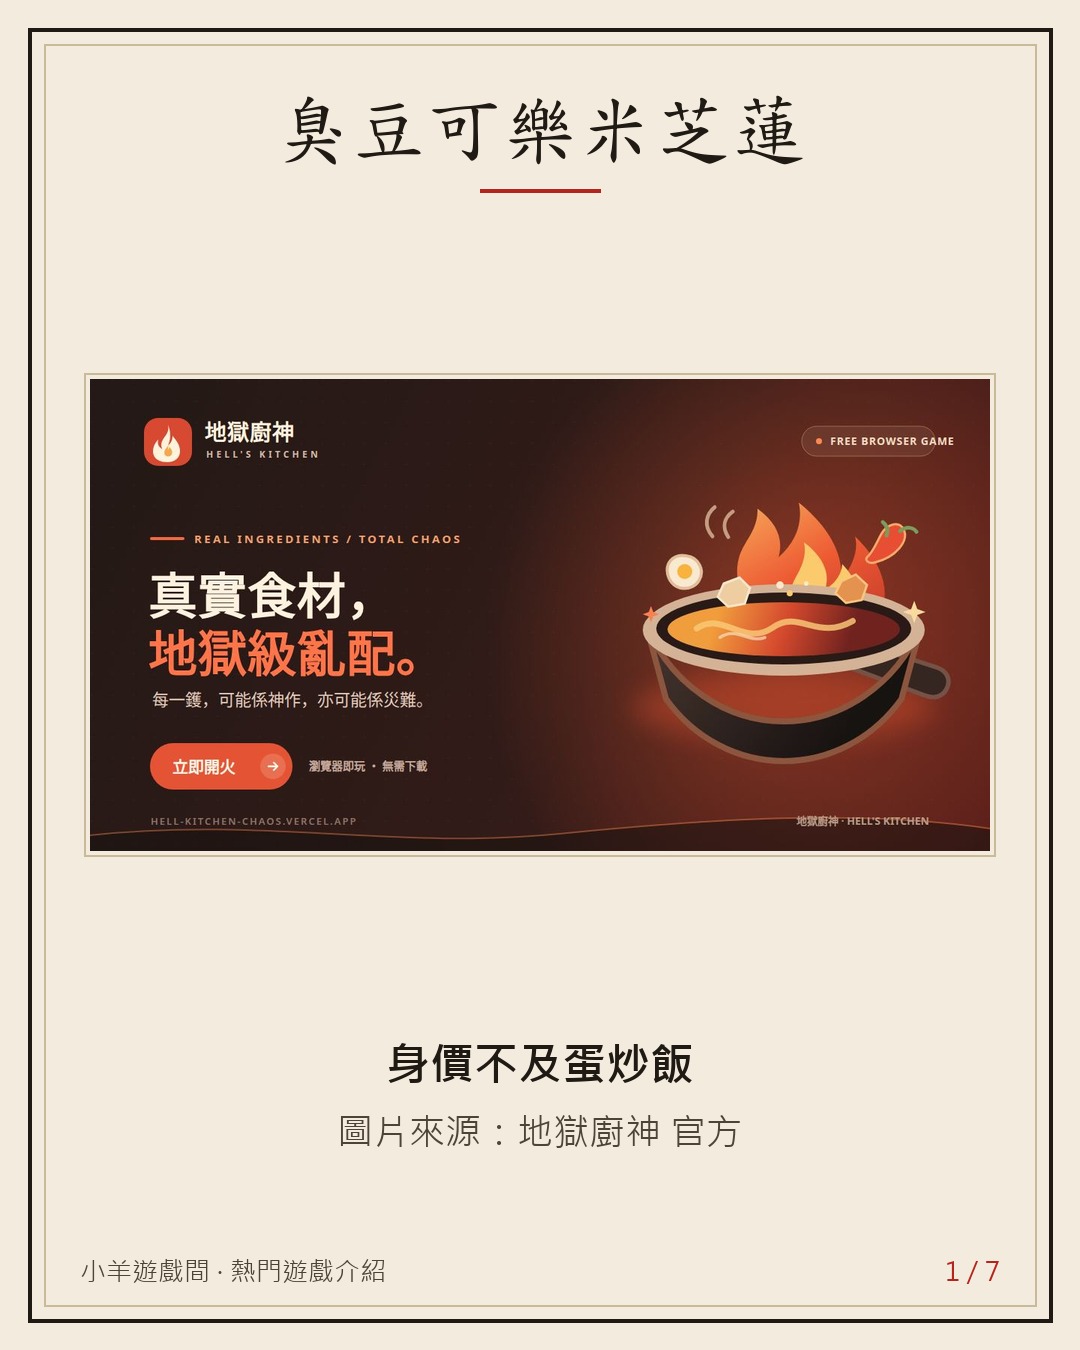 臭豆可樂米芝蓮
地獄廚神
HELL'S KITCHEN
FREE BROWSER GAME
REAL INGREDIENTS / TOTAL CHAOS
真實食材，
地獄級亂配。
每一鑊，可能係神作，亦可能係災難。
立即開火
瀏覽器即玩・無需下載
HELL-KITCHEN-CHAOS.VERCEL.APP
地獄廚神 · HELL'S KITCHEN
身價不及蛋炒飯
圖片來源：地獄廚神 官方
小羊遊戲間 · 熱門遊戲介紹
1 / 7